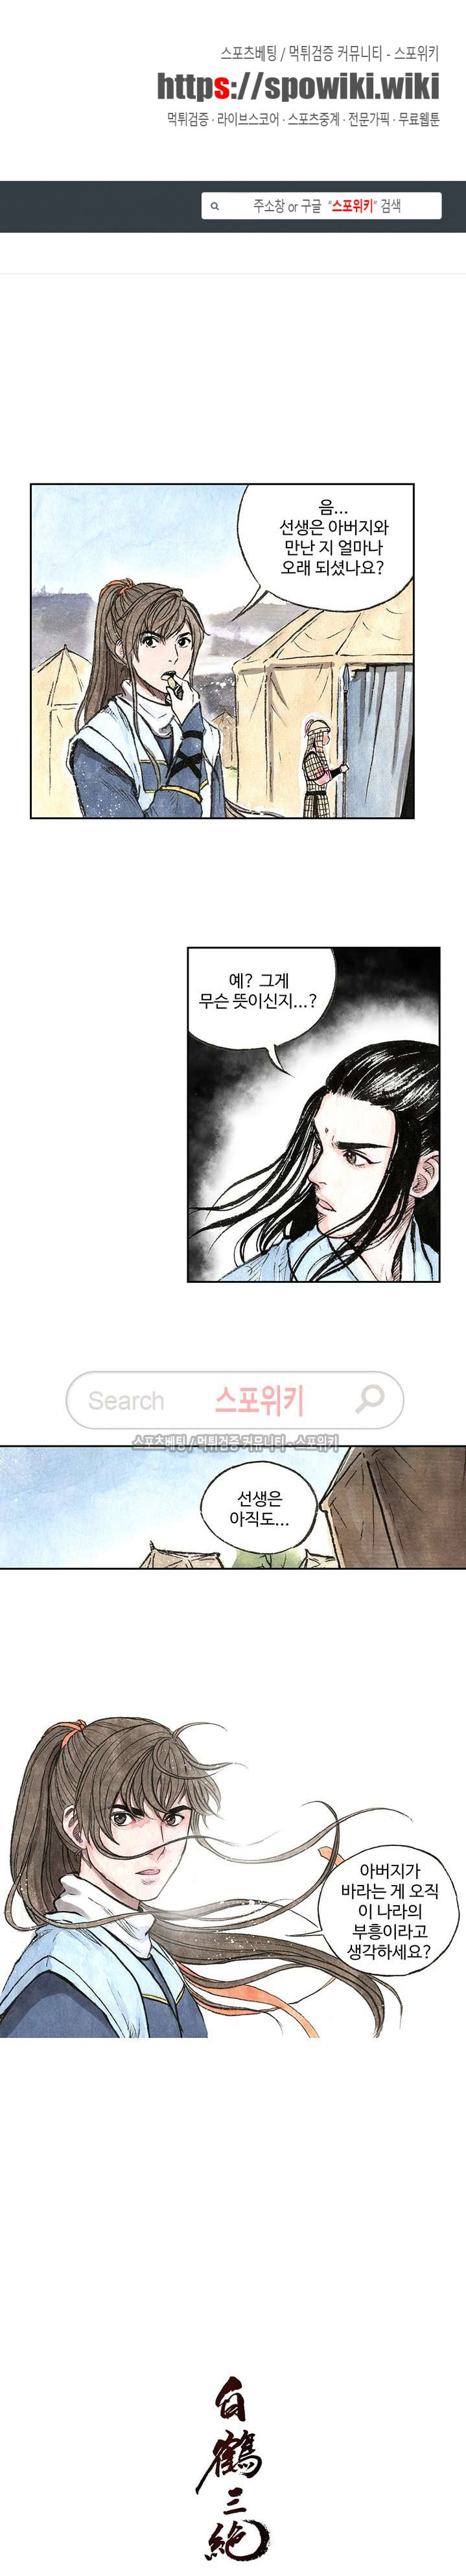 스포츠베팅 / 먹튀검증 커뮤니티 - 스포위키
https://spowiki.wiki
먹튀검증 · 라이브스코어 · 스포츠중계 · 전문가픽 · 무료웹툰
주소창 or 구글 "스포위키" 검색
음...
선생은 아버지와
만난 지 얼마나
오래 되셨나요?
예? 그게
무슨 뜻이신지...?
Search 스포위키
스포츠베팅 / 먹튀검증 커뮤니티 - 스포위키
선생은
아직도...
아버지가
바라는 게 오직
이 나라의
부흥이라고
생각하세요?
白
鶴
三
絶